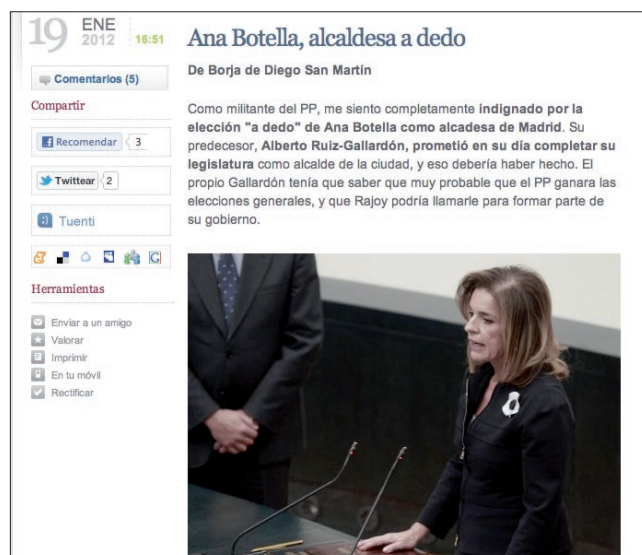 19
ENE
2012
16:51
Comentarios (5)
Compartir
Recomendar
3
Twittear
2
Tuenti
Herramientas
Enviar a un amigo
Valorar
Imprimir
En tu móvil
Rectificar
Ana Botella, alcaldesa a dedo
De Borja de Diego San Martín
Como militante del PP, me siento completamente indignado por la
elección "a dedo" de Ana Botella como alcadesa de Madrid. Su
predecesor, Alberto Ruiz-Gallardón, prometió en su día completar su
legislatura como alcalde de la ciudad, y eso debería haber hecho. El
propio Gallardón tenía que saber que muy probable que el PP ganara las
elecciones generales, y que Rajoy podría llamarle para formar parte de
su gobierno.